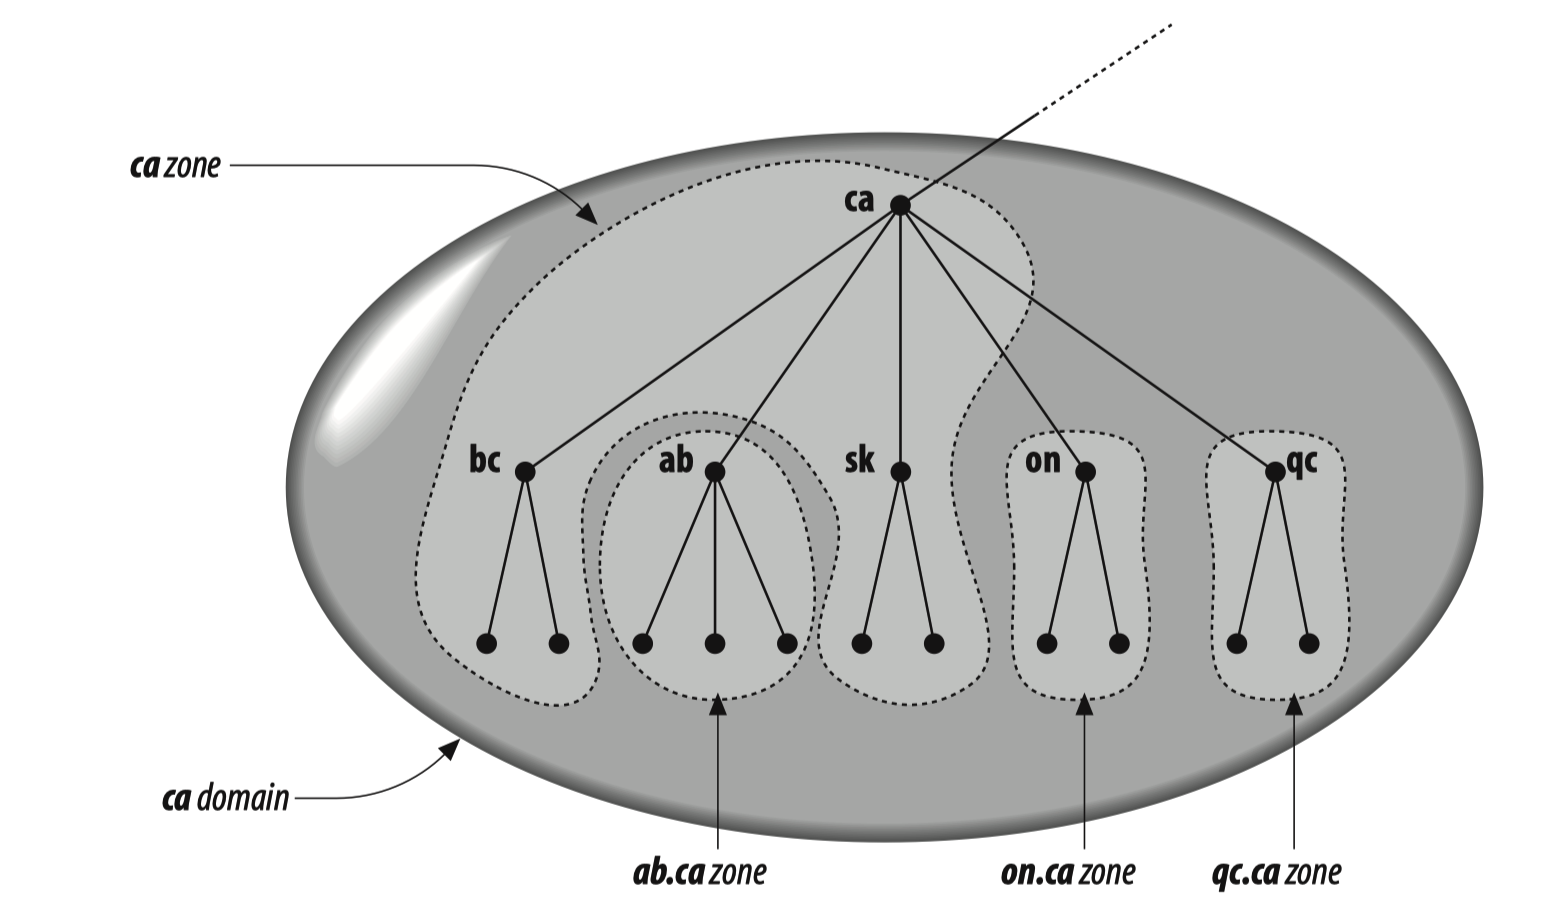 ca zone
ca
bc
ab
sk
on
qc
ca domain
ab.ca zone
on.ca zone
qc.ca zone